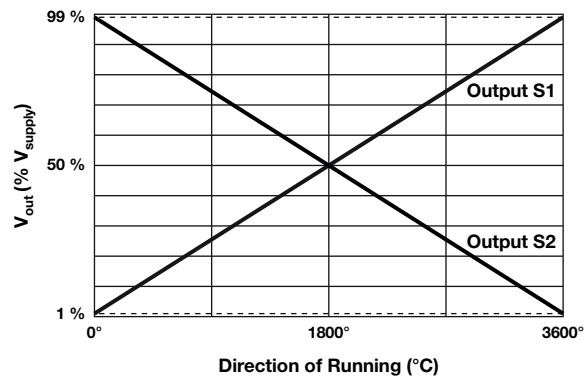 99 %
Output S1
V_out (% V_supply)
50 %
Output S2
1 %
0°
1800°
3600°
Direction of Running (°C)